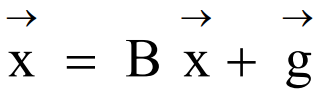 x⃗ = B x⃗ + g⃗